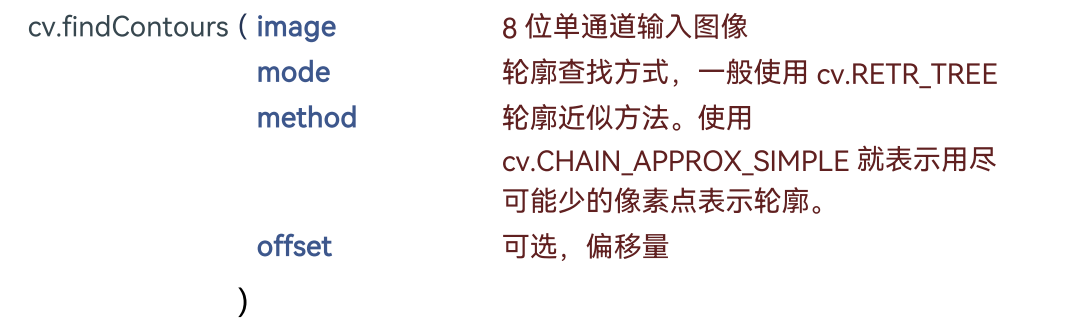 cv.findContours ( image 8 位单通道输入图像
mode 轮廓查找方式，一般使用 cv.RETR_TREE
method 轮廓近似方法。使用
cv.CHAIN_APPROX_SIMPLE 就表示用尽
可能少的像素点表示轮廓。
offset 可选，偏移量
)